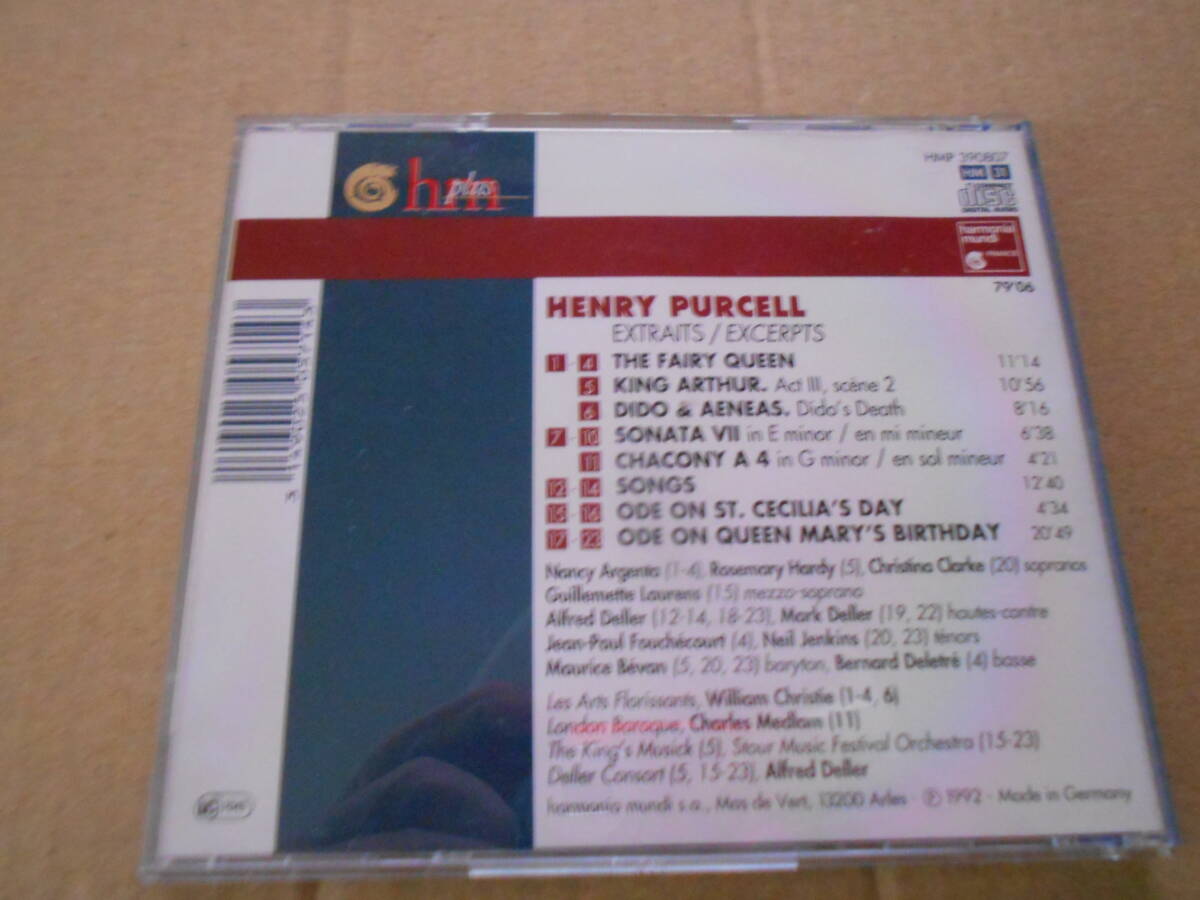 hm plus
HMP 390807
HM 31
disc
DIGITAL AUDIO
harmonia
mundi
FRANCE
79'06
HENRY PURCELL
EXTRAITS / EXCERPTS
1 - 4 THE FAIRY QUEEN 11'14
5 KING ARTHUR. Act III, scène 2 10'56
6 DIDO & AENEAS. Dido's Death 8'16
7 - 10 SONATA VII in E minor / en mi mineur 6'38
11 CHACONY A 4 in G minor / en sol mineur 4'21
12 - 14 SONGS 12'40
15 - 16 ODE ON ST. CECILIA'S DAY 4'34
17 - 23 ODE ON QUEEN MARY'S BIRTHDAY 20'49
Nancy Argenta (1-4), Rosemary Hardy (5), Christina Clarke (20) sopranos
Guillemette Laurens (15) mezzo-soprano
Alfred Deller (12-14, 18-23), Mark Deller (19, 22) hautes-contre
Jean-Paul Fouchécourt (4), Neil Jenkins (20, 23) ténors
Maurice Bévan (5, 20, 23) baryton, Bernard Deletré (4) basse
Les Arts Florissants, William Christie (1-4, 6)
London Baroque, Charles Medlam (11)
The King's Musick (5), Stour Music Festival Orchestra (15-23)
Deller Consort (5, 15-23), Alfred Deller
harmonia mundi s.a., Mas de Vert, 13200 Arles - ℗ 1992 - Made in Germany